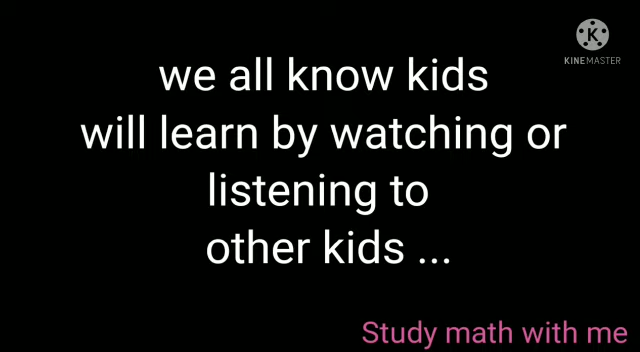 K
KINEMASTER
we all know kids
will learn by watching or
listening to
other kids ...
Study math with me